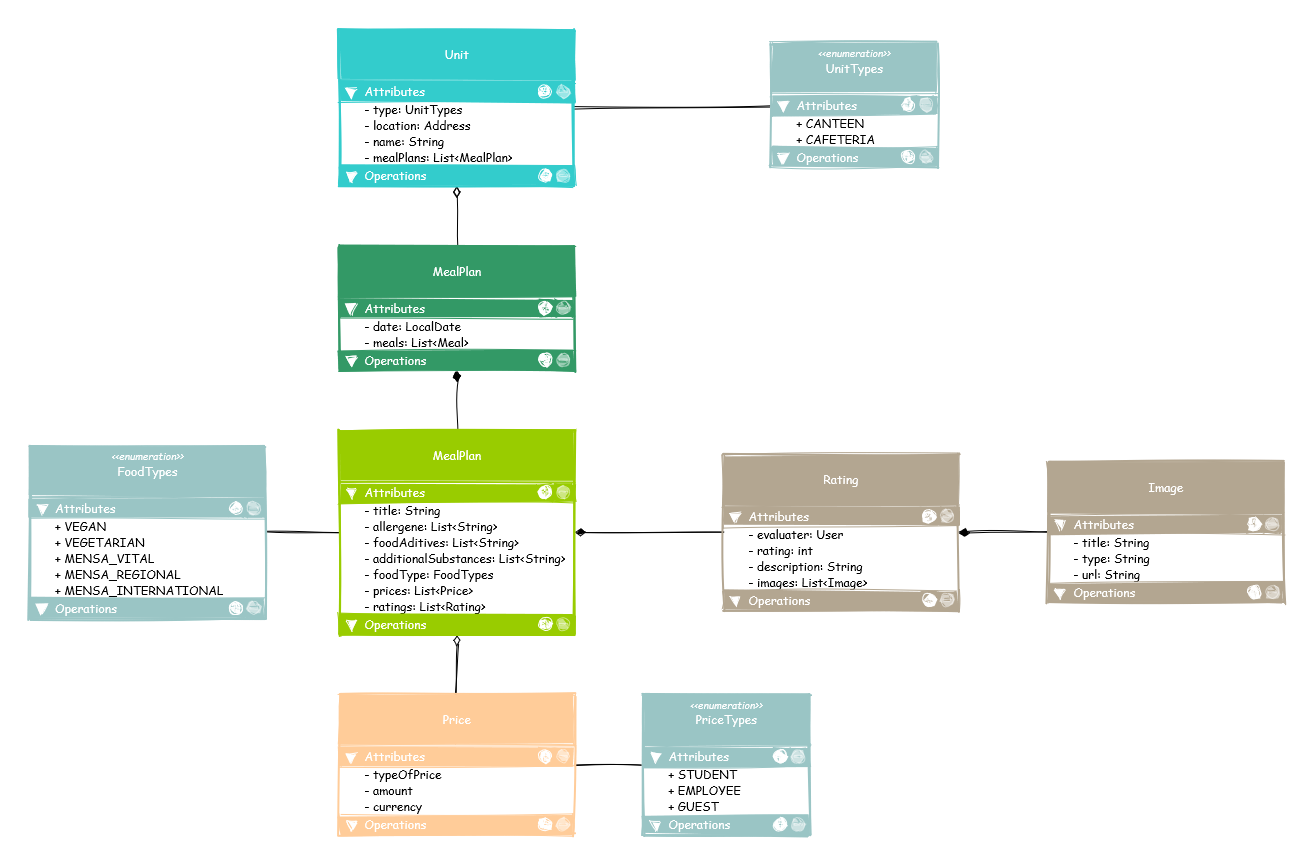 Unit
Attributes
- type: UnitTypes
- location: Address
- name: String
- mealPlans: List<MealPlan>
Operations
<<enumeration>>
UnitTypes
Attributes
+ CANTEEN
+ CAFETERIA
Operations
MealPlan
Attributes
- date: LocalDate
- meals: List<Meal>
Operations
<<enumeration>>
FoodTypes
Attributes
+ VEGAN
+ VEGETARIAN
+ MENSA_VITAL
+ MENSA_REGIONAL
+ MENSA_INTERNATIONAL
Operations
MealPlan
Attributes
- title: String
- allergene: List<String>
- foodAditives: List<String>
- additionalSubstances: List<String>
- foodType: FoodTypes
- prices: List<Price>
- ratings: List<Rating>
Operations
Rating
Attributes
- evaluater: User
- rating: int
- description: String
- images: List<Image>
Operations
Image
Attributes
- title: String
- type: String
- url: String
Operations
Price
Attributes
- typeOfPrice
- amount
- currency
Operations
<<enumeration>>
PriceTypes
Attributes
+ STUDENT
+ EMPLOYEE
+ GUEST
Operations